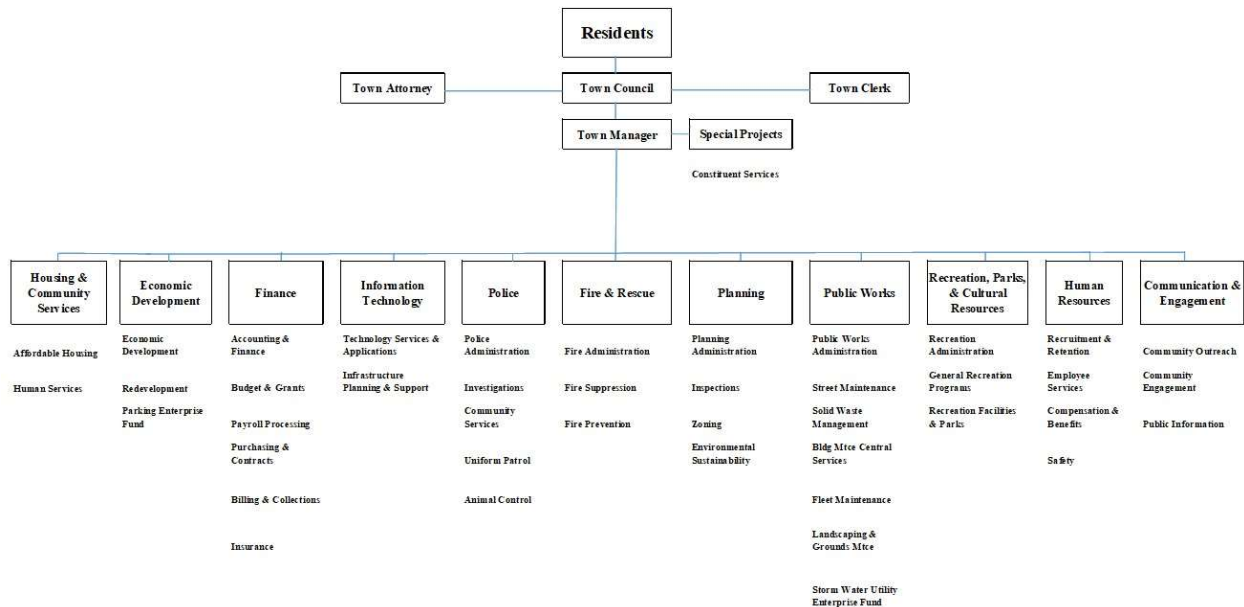 Residents
Town Attorney
Town Council
Town Clerk
Town Manager
Special Projects
Constituent Services
Housing &
Community
Services
Affordable Housing
Human Services
Economic
Development
Economic
Development
Redevelopment
Parking Enterprise
Fund
Finance
Accounting &
Finance
Budget & Grants
Payroll Processing
Purchasing &
Contracts
Billing & Collections
Insurance
Information
Technology
Technology Services &
Applications
Infrastructure
Planning & Support
Police
Police
Administration
Investigations
Community
Services
Uniform Patrol
Animal Control
Fire & Rescue
Fire Administration
Fire Suppression
Fire Prevention
Planning
Planning
Administration
Inspections
Zoning
Environmental
Sustainability
Public Works
Public Works
Administration
Street Maintenance
Solid Waste
Management
Bldg Mtce Central
Services
Fleet Maintenance
Landscaping &
Grounds Mtce
Storm Water Utility
Enterprise Fund
Recreation, Parks,
& Cultural
Resources
Recreation
Administration
General Recreation
Programs
Recreation Facilities
& Parks
Human
Resources
Recruitment &
Retention
Employee
Services
Compensation &
Benefits
Safety
Communication &
Engagement
Community Outreach
Community
Engagement
Public Information